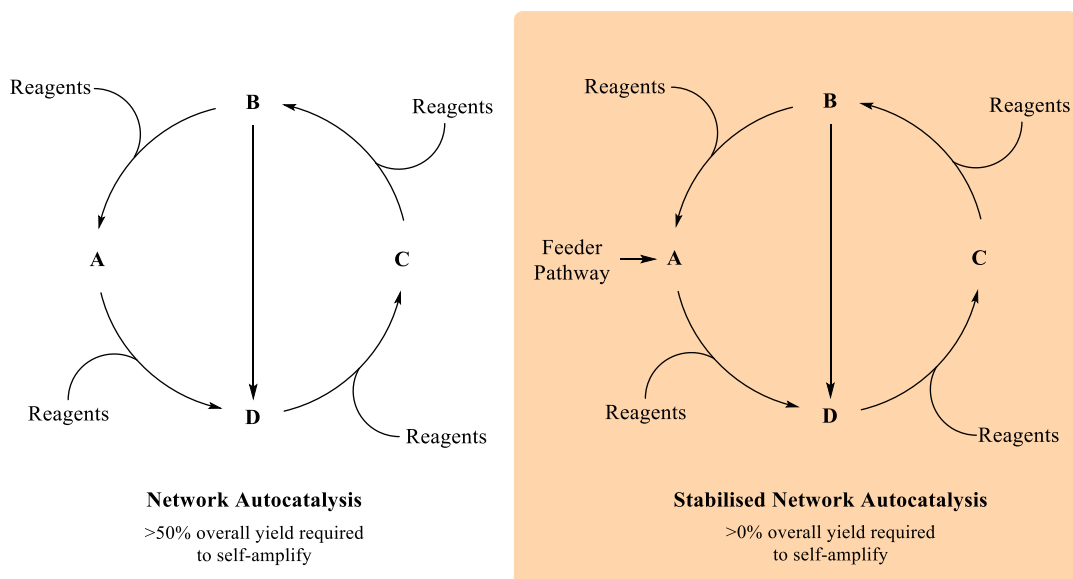 Reagents
B
Reagents
A
C
Reagents
D
Reagents
Network Autocatalysis
>50% overall yield required
to self-amplify
Reagents
B
Reagents
Feeder
Pathway
A
C
Reagents
D
Reagents
Stabilised Network Autocatalysis
>0% overall yield required
to self-amplify